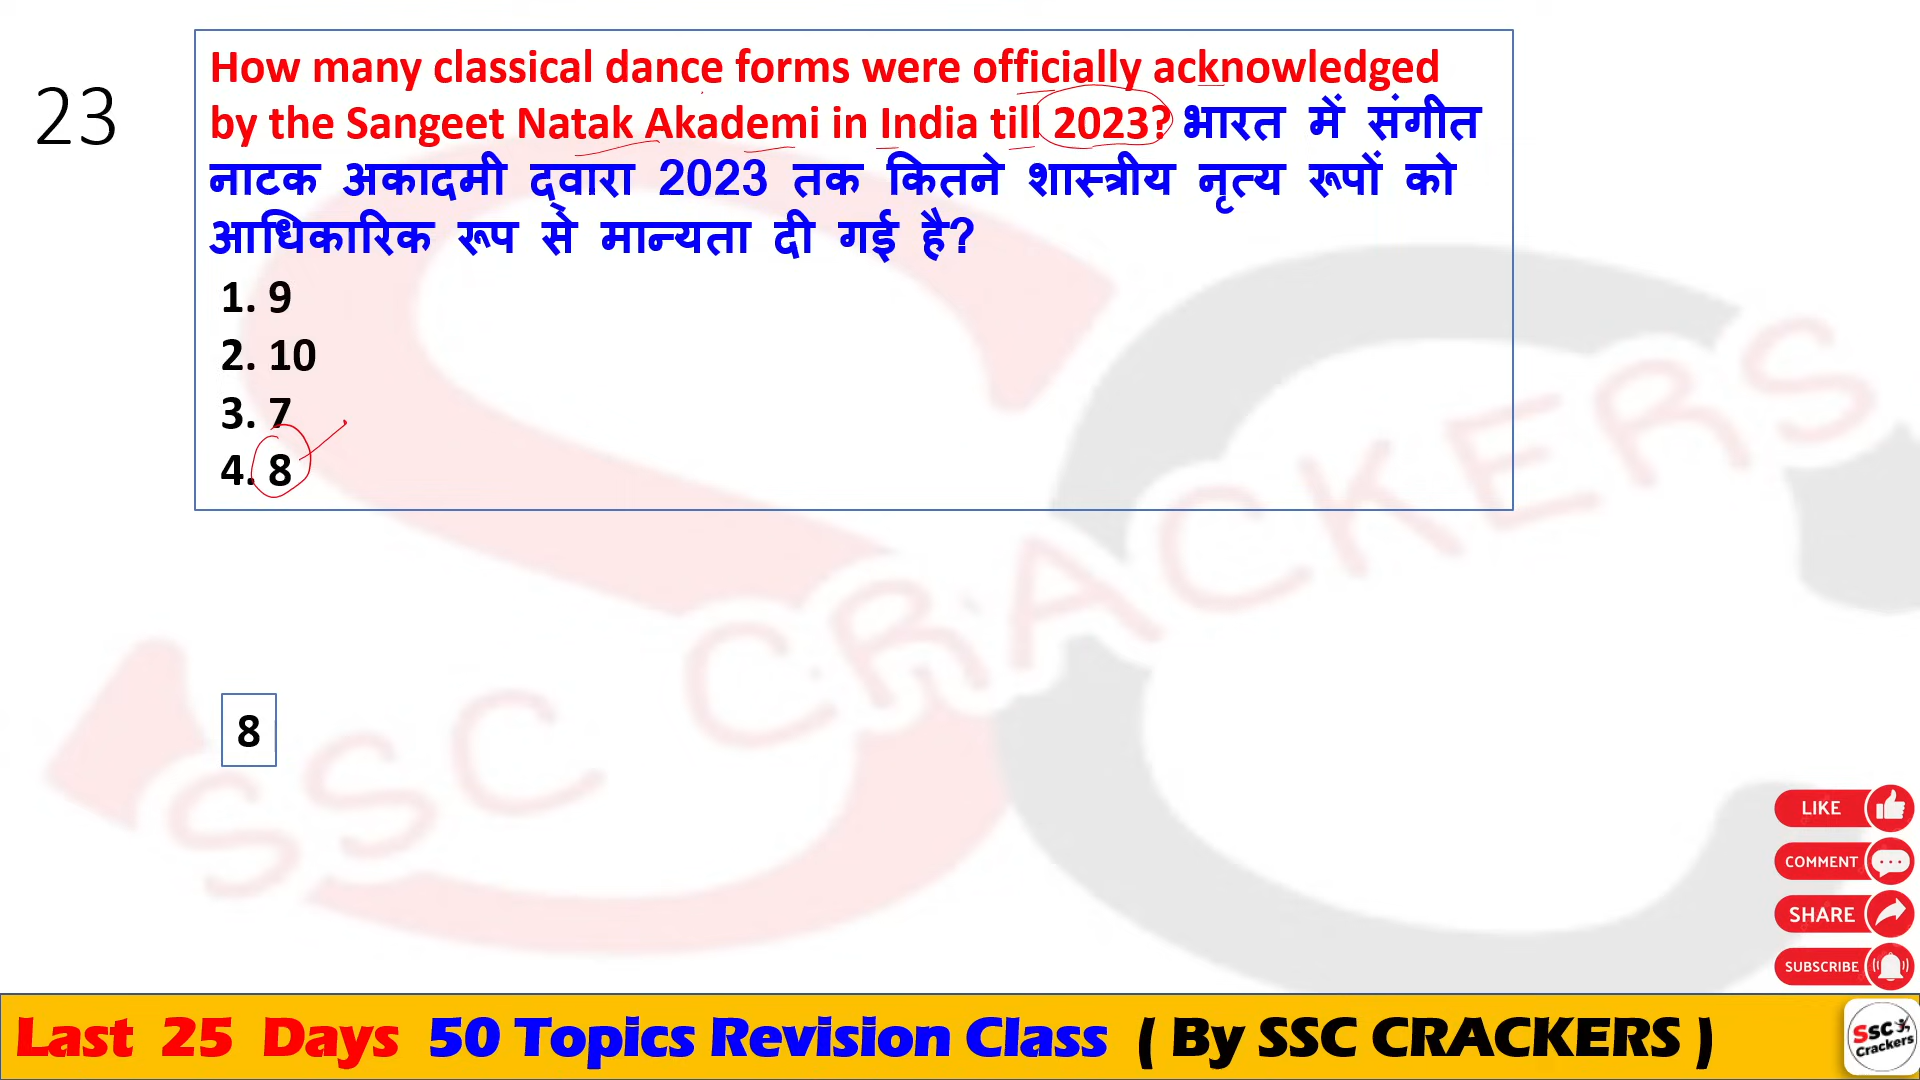 23
How many classical dance forms were officially acknowledged
by the Sangeet Natak Akademi in India till 2023? भारत में संगीत
नाटक अकादमी द्वारा 2023 तक कितने शास्त्रीय नृत्य रूपों को
आधिकारिक रूप से मान्यता दी गई है?
1. 9
2. 10
3. 7
4. 8
SSC CRACKERS
8
LIKE
COMMENT
SHARE
SUBSCRIBE
Last 25 Days 50 Topics Revision Class ( By SSC CRACKERS )
SSC
Crackers